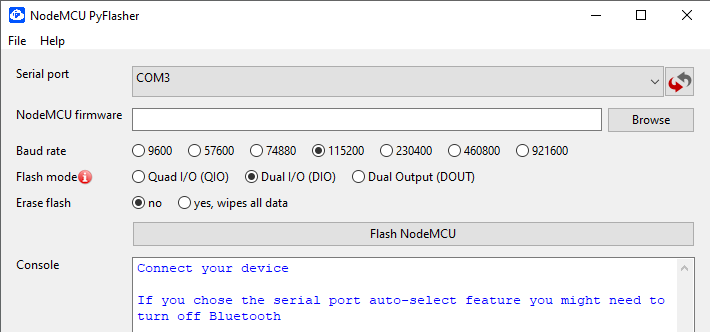 NodeMCU PyFlasher
File Help
Serial port COM3
NodeMCU firmware Browse
Baud rate 9600 57600 74880 115200 230400 460800 921600
Flash mode Quad I/O (QIO) Dual I/O (DIO) Dual Output (DOUT)
Erase flash no yes, wipes all data
Flash NodeMCU
Console Connect your device
If you chose the serial port auto-select feature you might need to
turn off Bluetooth